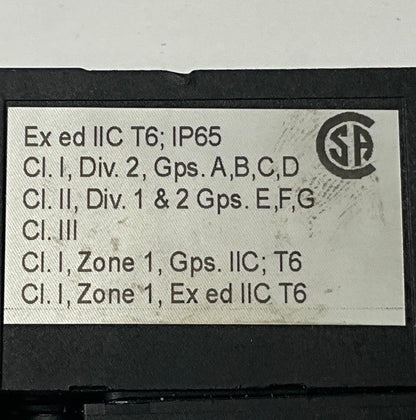 Ex ed IIC T6; IP65
CSA
Cl. I, Div. 2, Gps. A,B,C,D
Cl. II, Div. 1 & 2 Gps. E,F,G
Cl. III
Cl. I, Zone 1, Gps. IIC; T6
Cl. I, Zone 1, Ex ed IIC T6